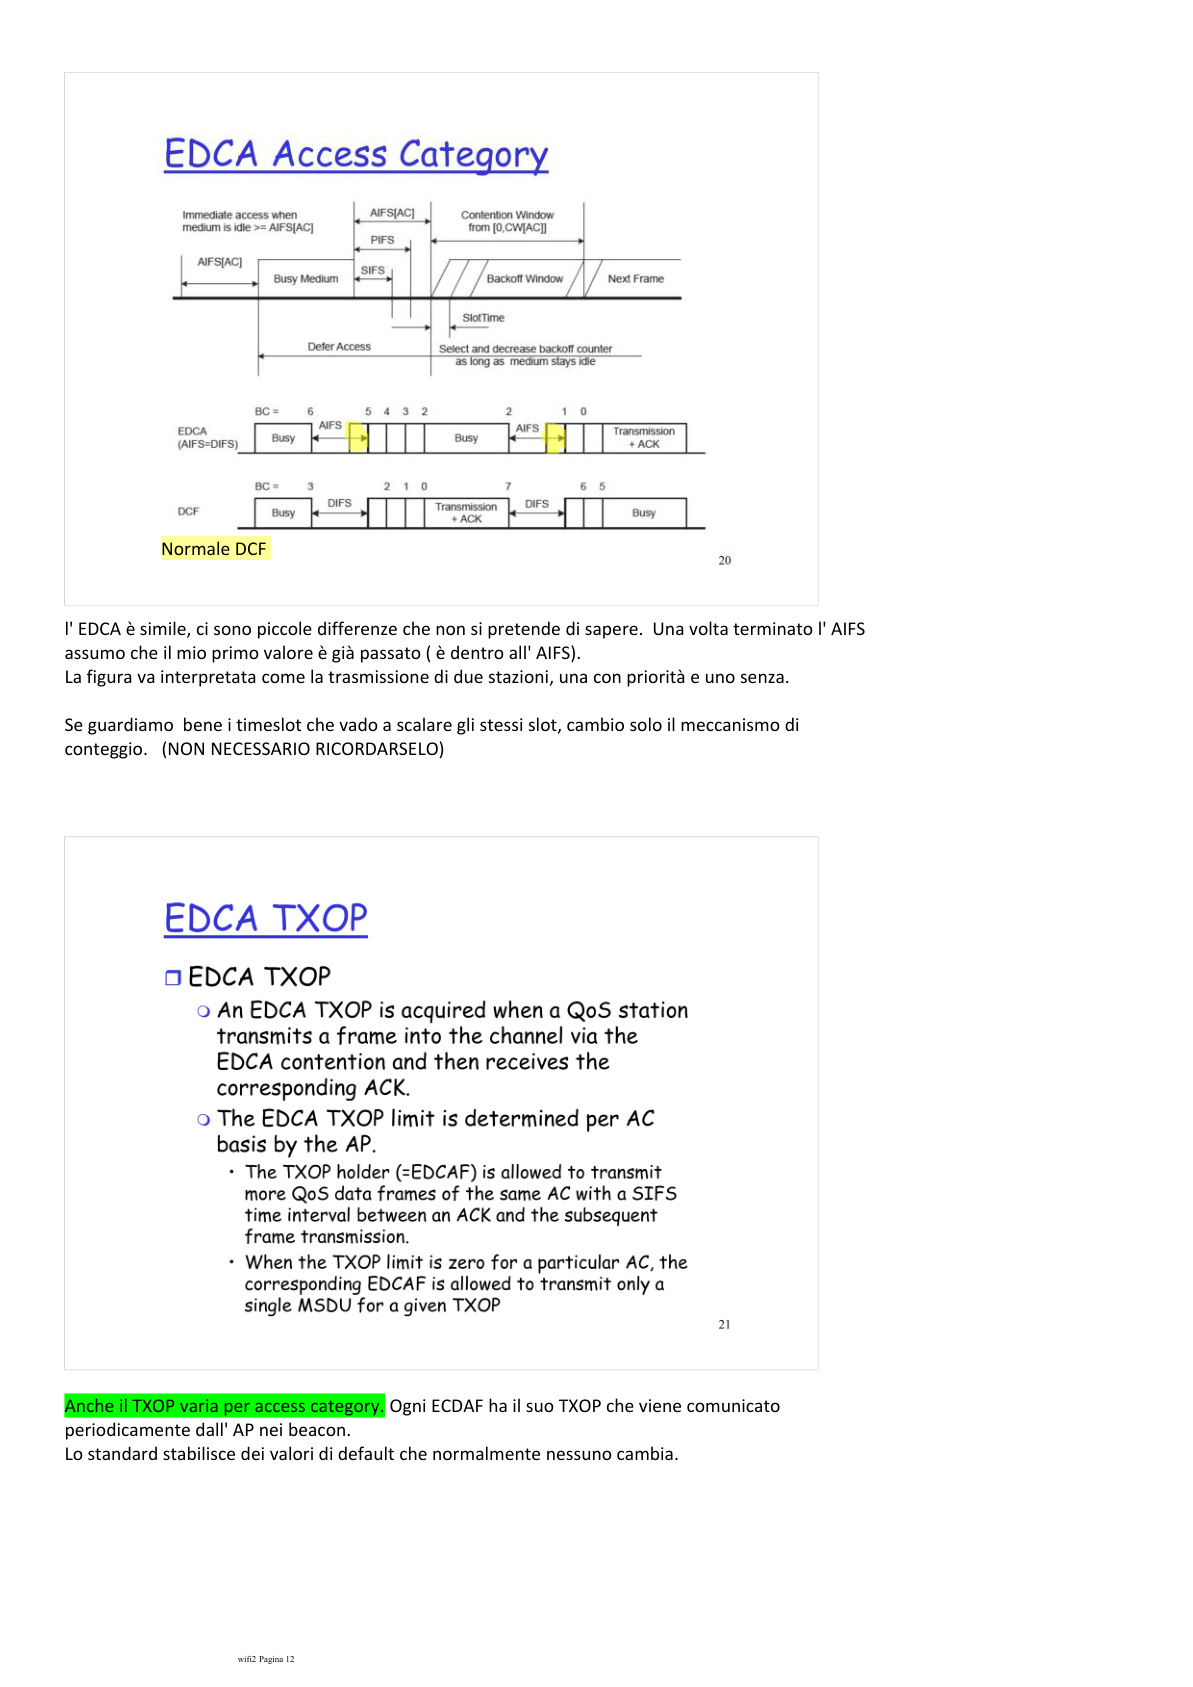 EDCA Access Category
Immediate access when
medium is idle >= AIFS[AC]
AIFS[AC]
Contention Window
from [0,CW[AC]]
PIFS
AIFS[AC]
SIFS
Busy Medium
Backoff Window
Next Frame
SlotTime
Defer Access
Select and decrease backoff counter
as long as medium stays idle
BC = 6 5 4 3 2 2 1 0
EDCA
(AIFS=DIFS)
Busy
AIFS
Busy
AIFS
Transmission
+ ACK
BC = 3 2 1 0 7 6 5
DCF
Busy
DIFS
Transmission
+ ACK
DIFS
Busy
Normale DCF
20
l' EDCA è simile, ci sono piccole differenze che non si pretende di sapere. Una volta terminato l' AIFS
assumo che il mio primo valore è già passato ( è dentro all' AIFS).
La figura va interpretata come la trasmissione di due stazioni, una con priorità e uno senza.
Se guardiamo bene i timeslot che vado a scalare gli stessi slot, cambio solo il meccanismo di
conteggio. (NON NECESSARIO RICORDARSELO)
EDCA TXOP
❒ EDCA TXOP
❍ An EDCA TXOP is acquired when a QoS station
transmits a frame into the channel via the
EDCA contention and then receives the
corresponding ACK.
❍ The EDCA TXOP limit is determined per AC
basis by the AP.
• The TXOP holder (=EDCAF) is allowed to transmit
more QoS data frames of the same AC with a SIFS
time interval between an ACK and the subsequent
frame transmission.
• When the TXOP limit is zero for a particular AC, the
corresponding EDCAF is allowed to transmit only a
single MSDU for a given TXOP
21
Anche il TXOP varia per access category. Ogni ECDAF ha il suo TXOP che viene comunicato
periodicamente dall' AP nei beacon.
Lo standard stabilisce dei valori di default che normalmente nessuno cambia.
wifi2 Pagina 12